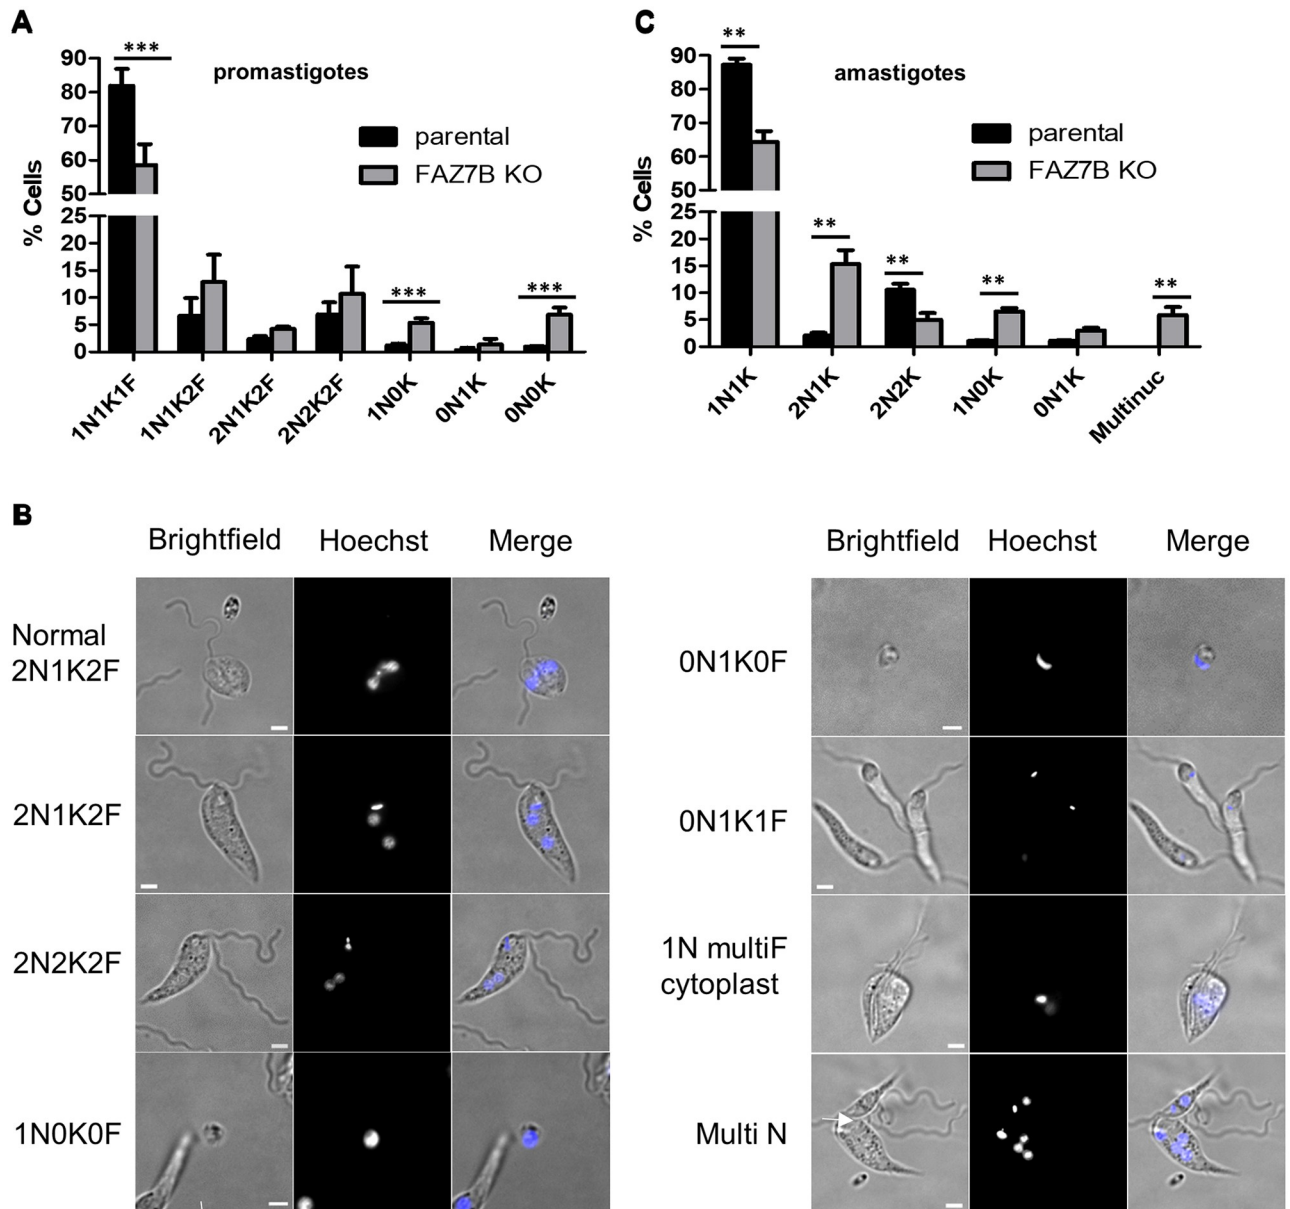 A
***
promastigotes
parental
FAZ7B KO
% Cells
90
80
70
60
50
25
20
15
10
5
0
***
***
1N1K1F
1N1K2F
2N1K2F
2N2K2F
1N0K
0N1K
0N0K
C
**
amastigotes
parental
FAZ7B KO
% Cells
90
80
70
60
50
25
20
15
10
5
0
**
**
**
**
1N1K
2N1K
2N2K
1N0K
0N1K
Multinuc
B
Brightfield Hoechst Merge
Normal
2N1K2F
2N1K2F
2N2K2F
1N0K0F
Brightfield Hoechst Merge
0N1K0F
0N1K1F
1N multiF
cytoplast
Multi N